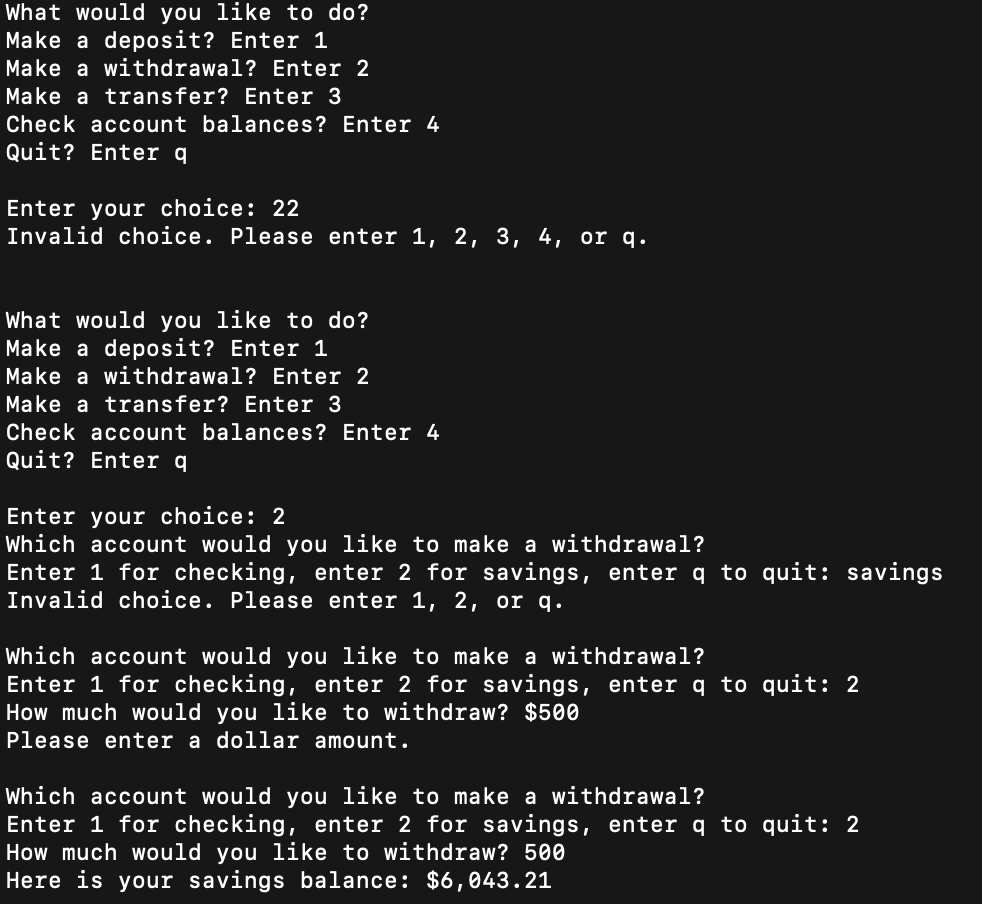 What would you like to do?
Make a deposit? Enter 1
Make a withdrawal? Enter 2
Make a transfer? Enter 3
Check account balances? Enter 4
Quit? Enter q
Enter your choice: 22
Invalid choice. Please enter 1, 2, 3, 4, or q.
What would you like to do?
Make a deposit? Enter 1
Make a withdrawal? Enter 2
Make a transfer? Enter 3
Check account balances? Enter 4
Quit? Enter q
Enter your choice: 2
Which account would you like to make a withdrawal?
Enter 1 for checking, enter 2 for savings, enter q to quit: savings
Invalid choice. Please enter 1, 2, or q.
Which account would you like to make a withdrawal?
Enter 1 for checking, enter 2 for savings, enter q to quit: 2
How much would you like to withdraw? $500
Please enter a dollar amount.
Which account would you like to make a withdrawal?
Enter 1 for checking, enter 2 for savings, enter q to quit: 2
How much would you like to withdraw? 500
Here is your savings balance: $6,043.21